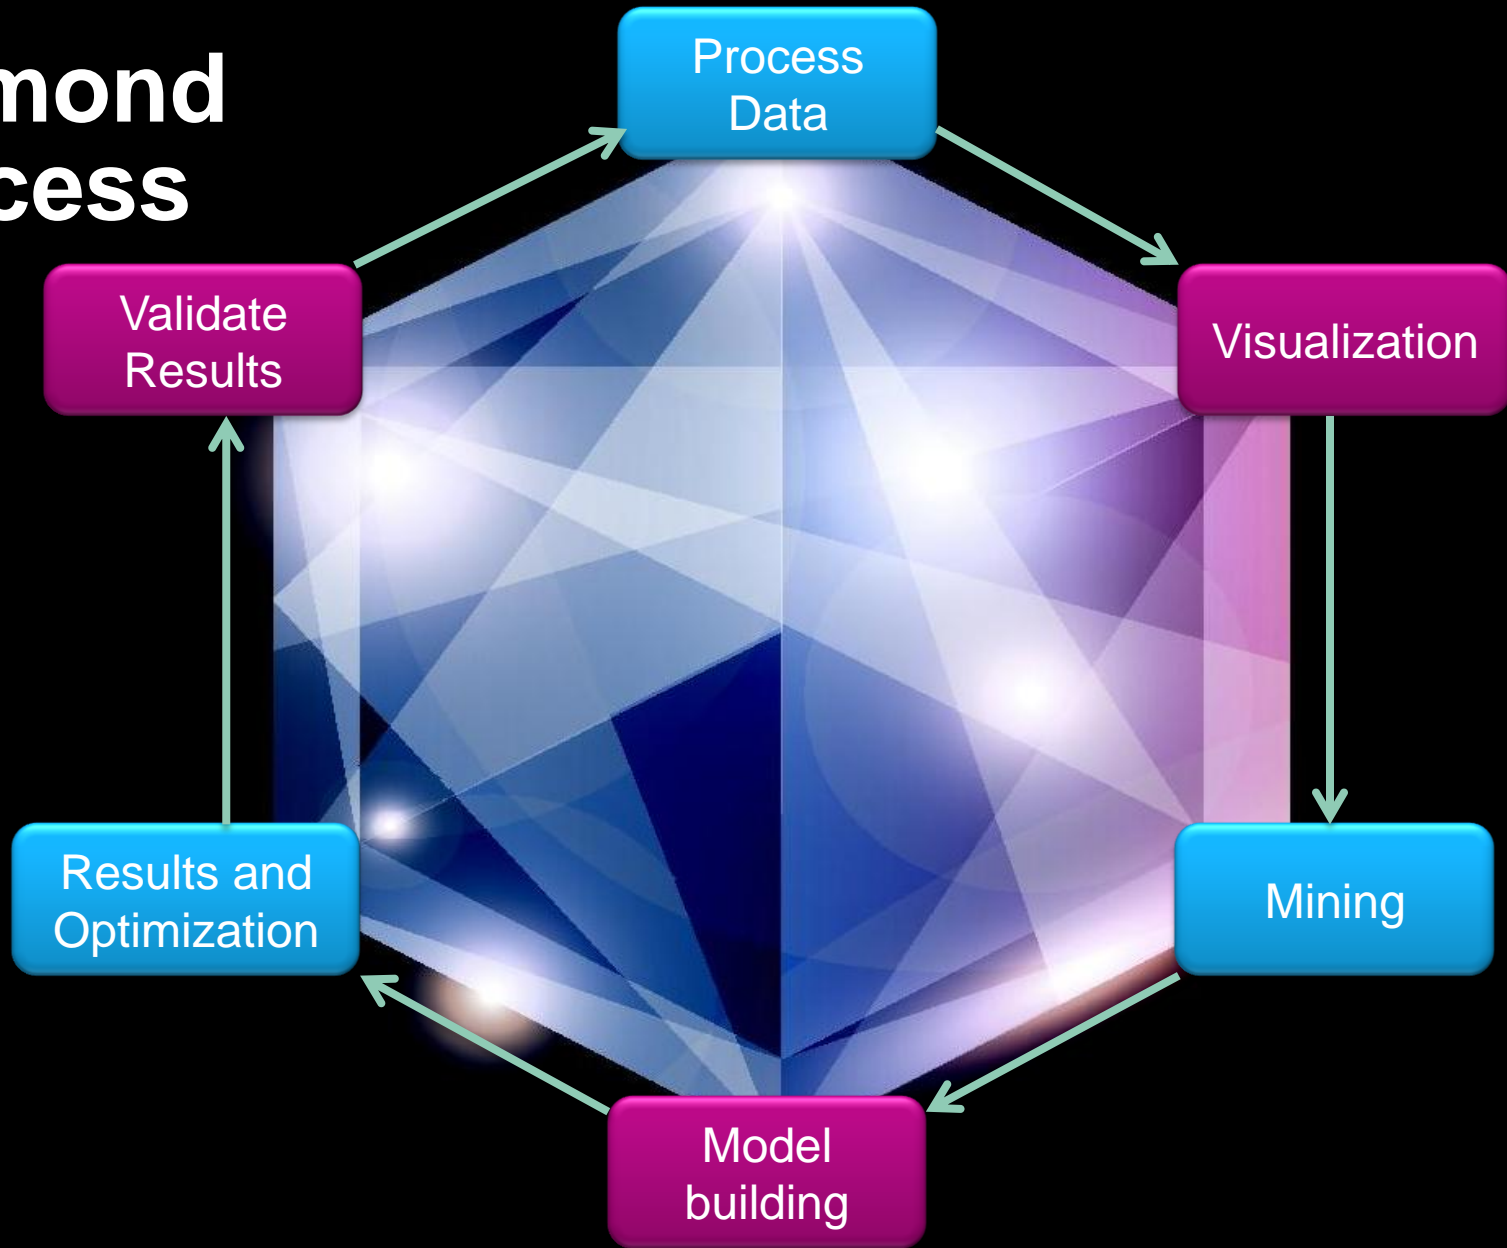 mond
cess
Process
Data
Visualization
Mining
Model
building
Results and
Optimization
Validate
Results